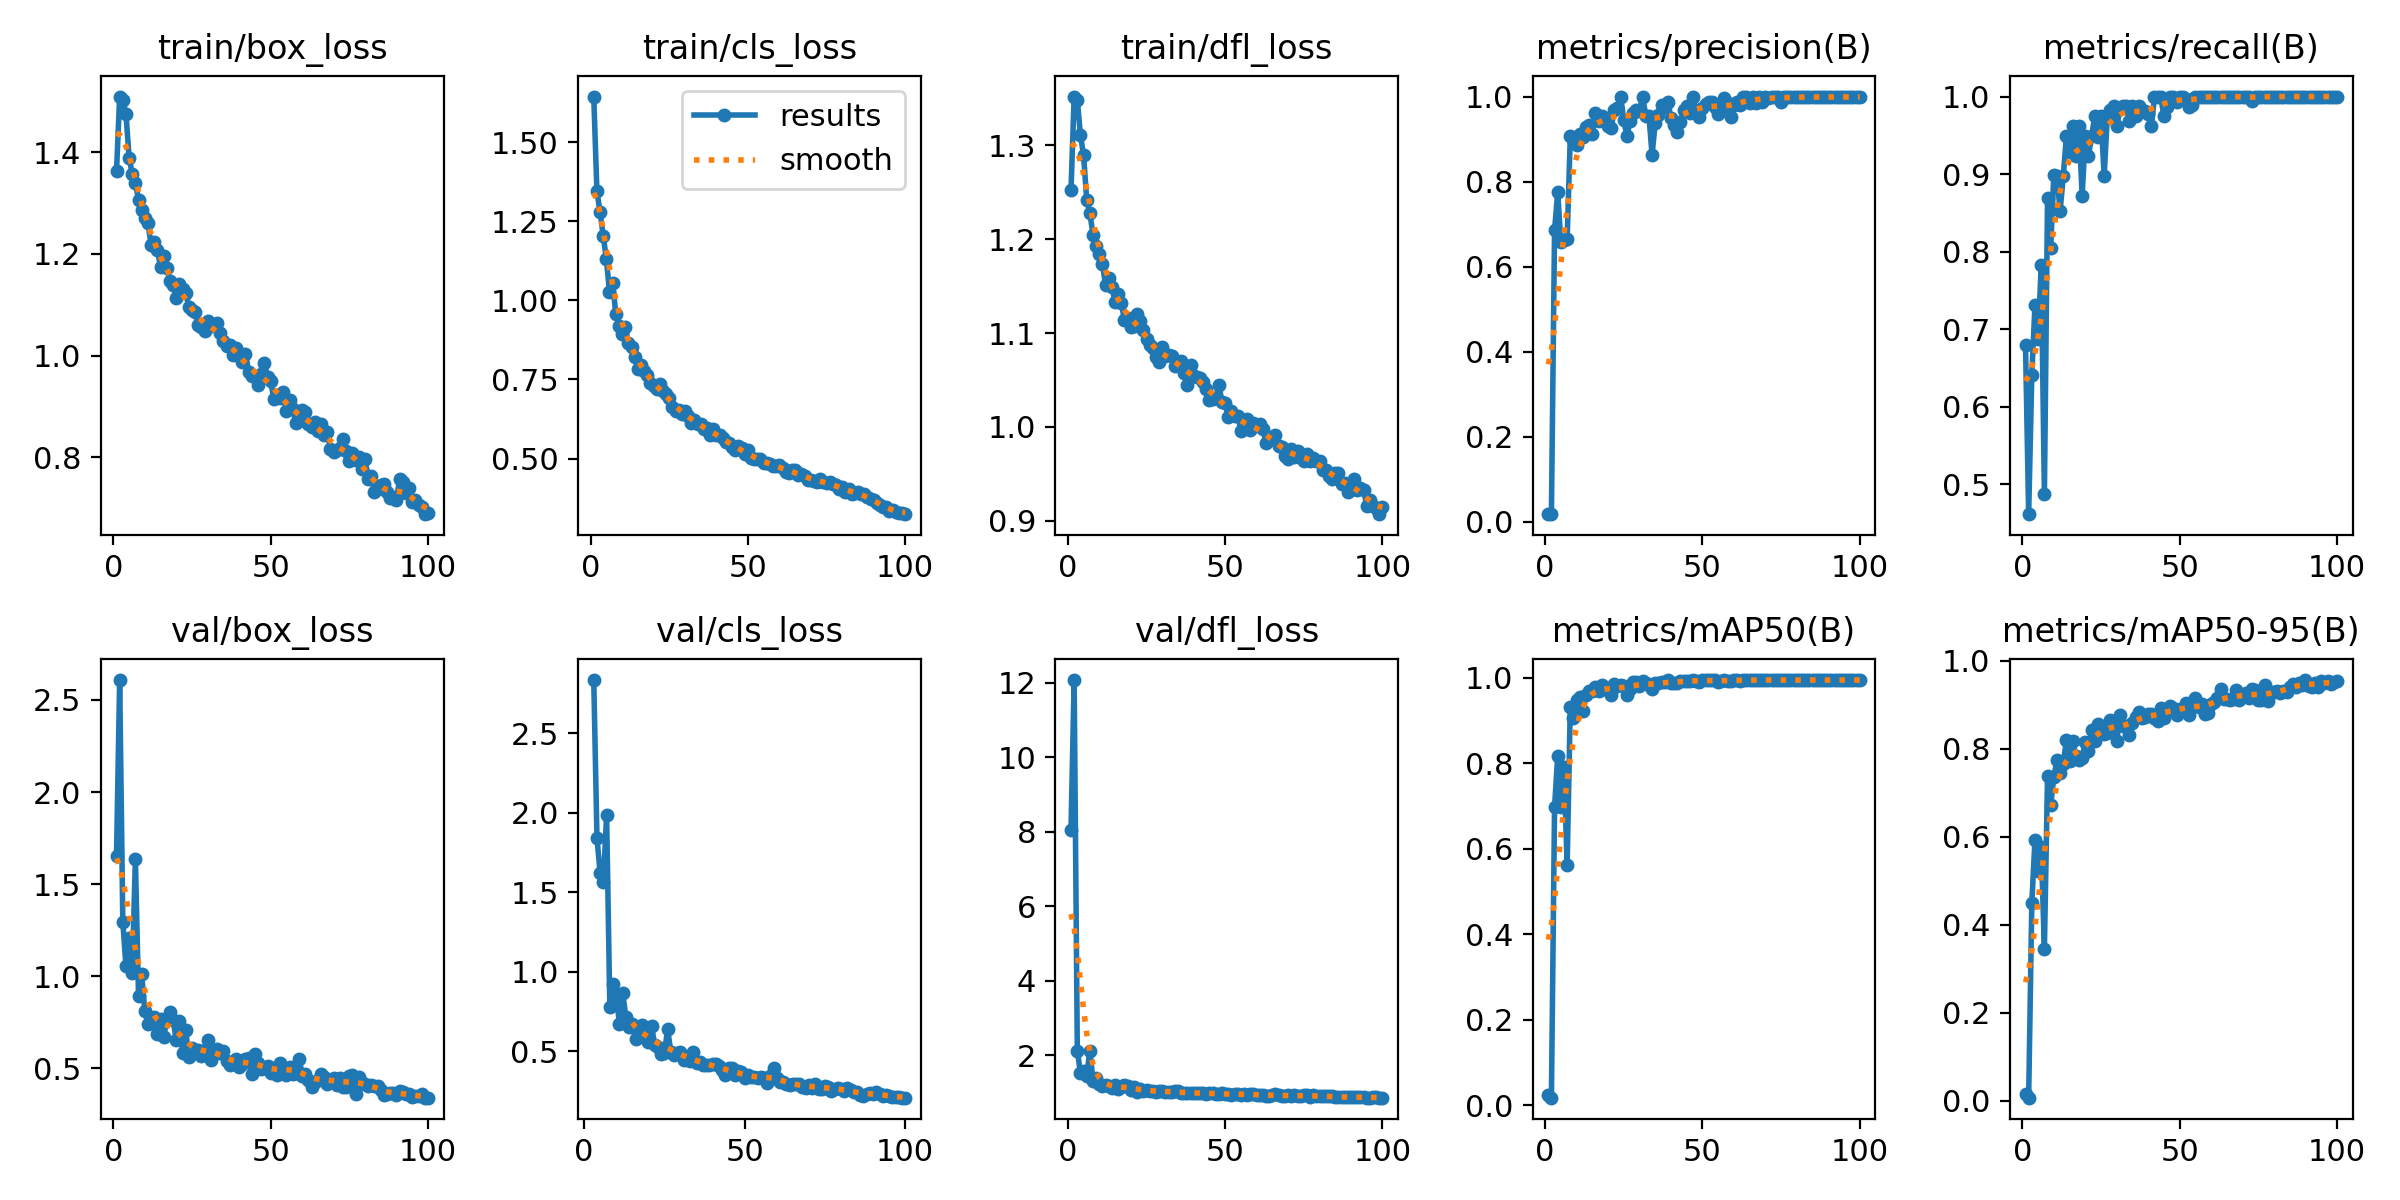 train/box_loss
train/cls_loss
train/dfl_loss
metrics/precision(B)
metrics/recall(B)
1.4
1.2
1.0
0.8
0 50 100
results
smooth
1.50
1.25
1.00
0.75
0.50
0 50 100
1.3
1.2
1.1
1.0
0.9
0 50 100
1.0
0.8
0.6
0.4
0.2
0.0
0 50 100
1.0
0.9
0.8
0.7
0.6
0.5
0 50 100
val/box_loss
val/cls_loss
val/dfl_loss
metrics/mAP50(B)
metrics/mAP50-95(B)
2.5
2.0
1.5
1.0
0.5
0 50 100
2.5
2.0
1.5
1.0
0.5
0 50 100
12
10
8
6
4
2
0 50 100
1.0
0.8
0.6
0.4
0.2
0.0
0 50 100
1.0
0.8
0.6
0.4
0.2
0.0
0 50 100